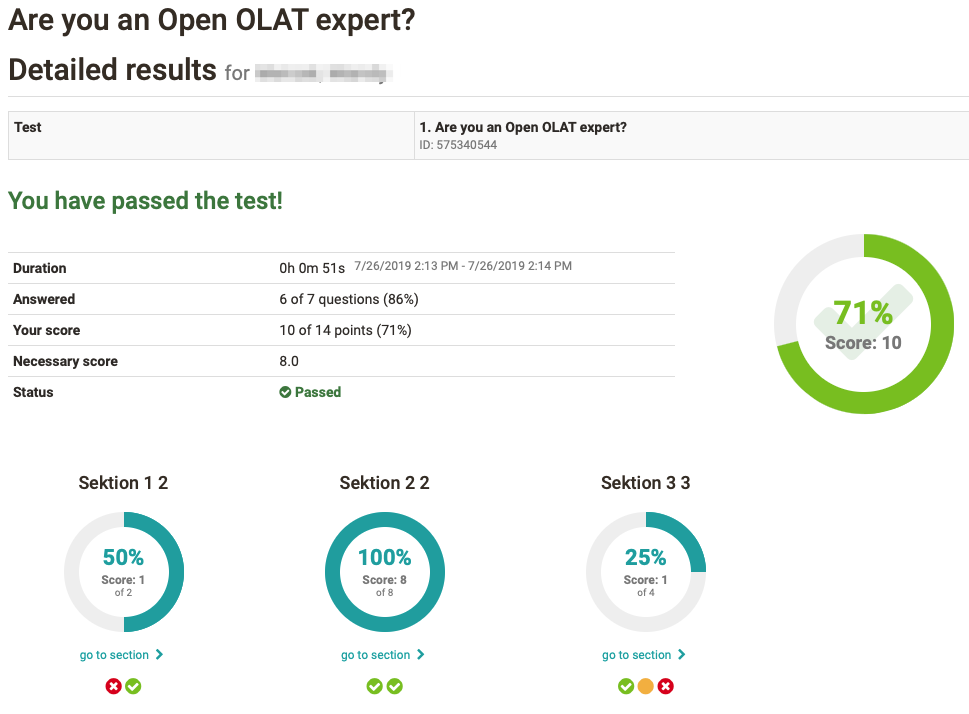 Are you an Open OLAT expert?
Detailed results for
Test
1. Are you an Open OLAT expert?
ID: 575340544
You have passed the test!
Duration 0h 0m 51s 7/26/2019 2:13 PM - 7/26/2019 2:14 PM
Answered 6 of 7 questions (86%)
Your score 10 of 14 points (71%)
Necessary score 8.0
Status Passed
71%
Score: 10
Sektion 1 2
50%
Score: 1
of 2
go to section
Sektion 2 2
100%
Score: 8
of 8
go to section
Sektion 3 3
25%
Score: 1
of 4
go to section